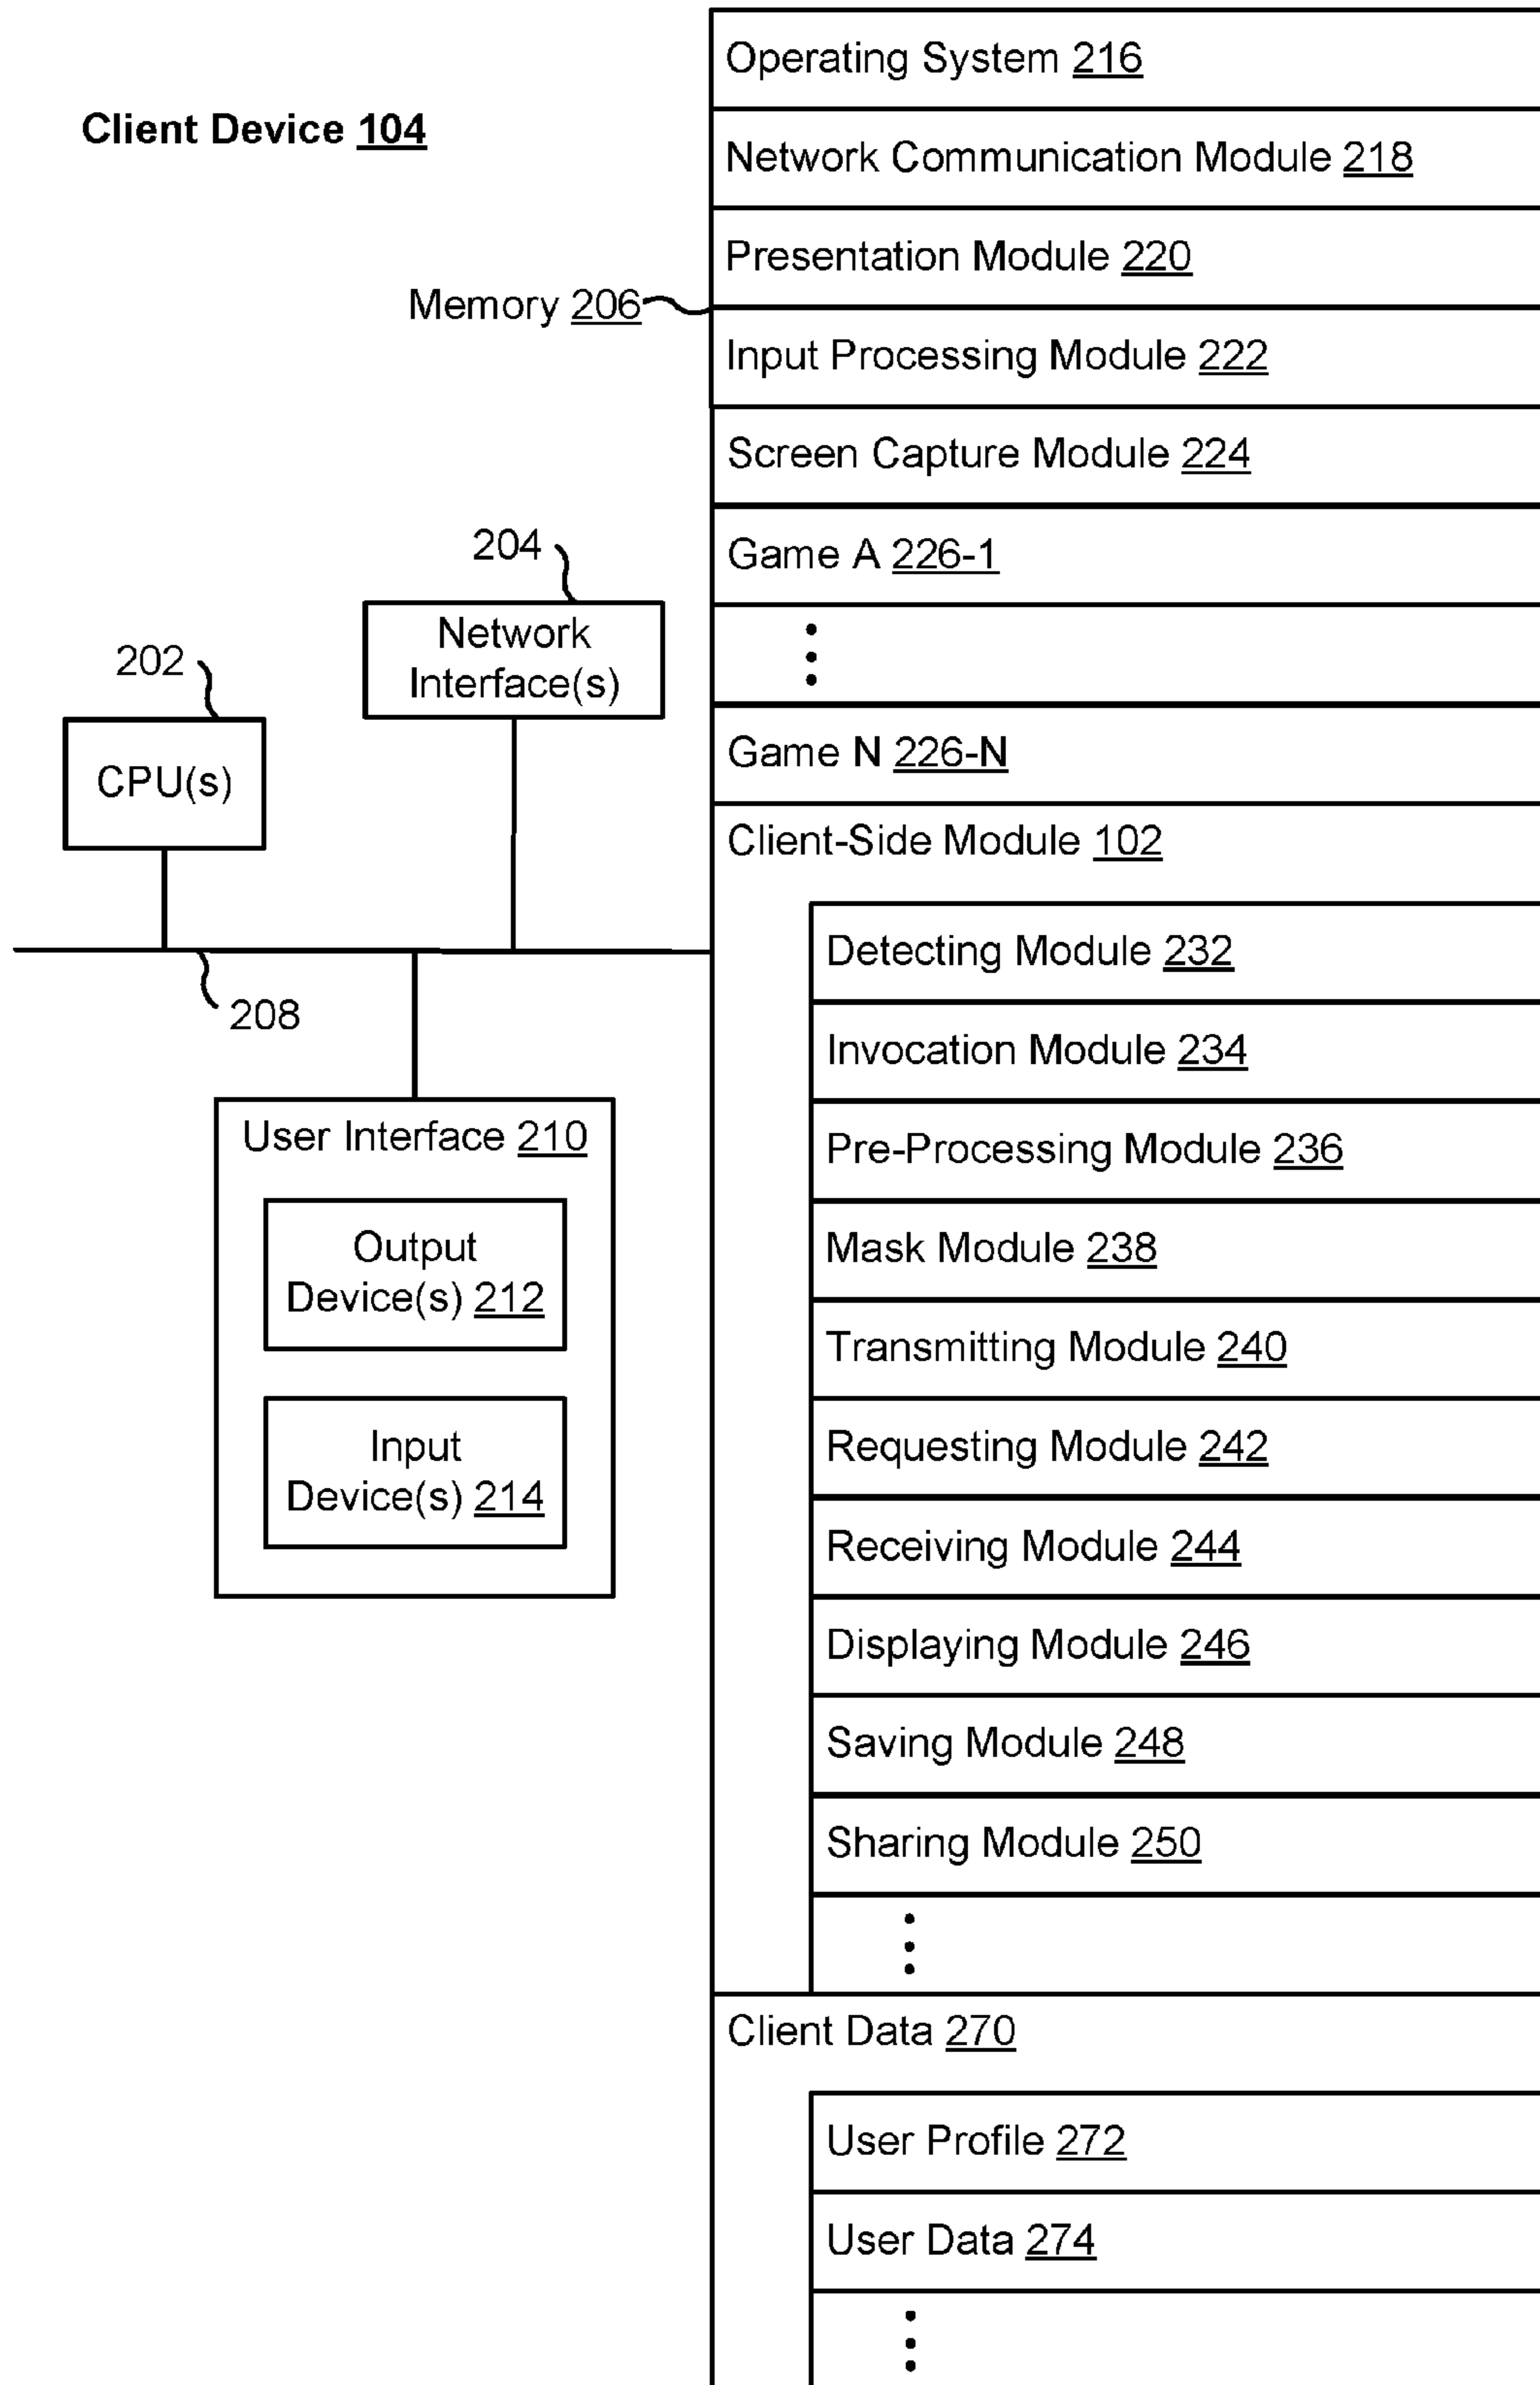 Client Device 104
Operating System 216
Network Communication Module 218
Presentation Module 220
Memory 206
Input Processing Module 222
Screen Capture Module 224
Game A 226-1
Game N 226-N
204
Network
Interface(s)
202
CPU(s)
208
User Interface 210
Output
Device(s) 212
Input
Device(s) 214
Client-Side Module 102
Detecting Module 232
Invocation Module 234
Pre-Processing Module 236
Mask Module 238
Transmitting Module 240
Requesting Module 242
Receiving Module 244
Displaying Module 246
Saving Module 248
Sharing Module 250
Client Data 270
User Profile 272
User Data 274